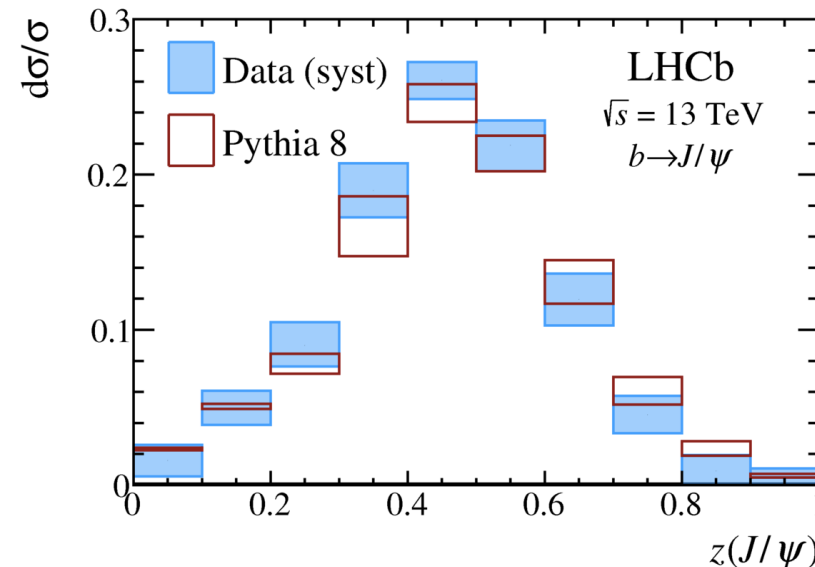 dσ/σ
0.3
0.2
0.1
0
Data (syst)
Pythia 8
LHCb
√s = 13 TeV
b→J/ψ
0 0.2 0.4 0.6 0.8
z(J/ψ)